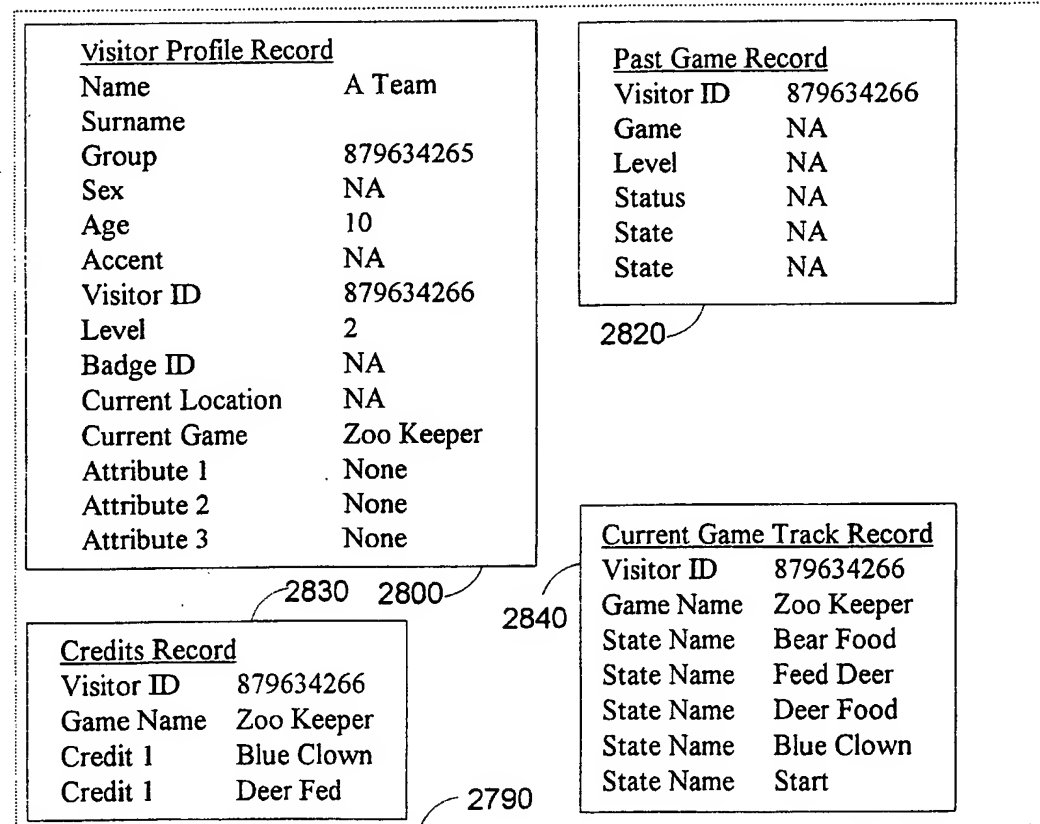 Visitor Profile Record
Name A Team
Surname
Group 879634265
Sex NA
Age 10
Accent NA
Visitor ID 879634266
Level 2
Badge ID NA
Current Location NA
Current Game Zoo Keeper
Attribute 1 None
Attribute 2 None
Attribute 3 None
2800
Past Game Record
Visitor ID 879634266
Game NA
Level NA
Status NA
State NA
State NA
2820
2830
Credits Record
Visitor ID 879634266
Game Name Zoo Keeper
Credit 1 Blue Clown
Credit 1 Deer Fed
2790
2840
Current Game Track Record
Visitor ID 879634266
Game Name Zoo Keeper
State Name Bear Food
State Name Feed Deer
State Name Deer Food
State Name Blue Clown
State Name Start